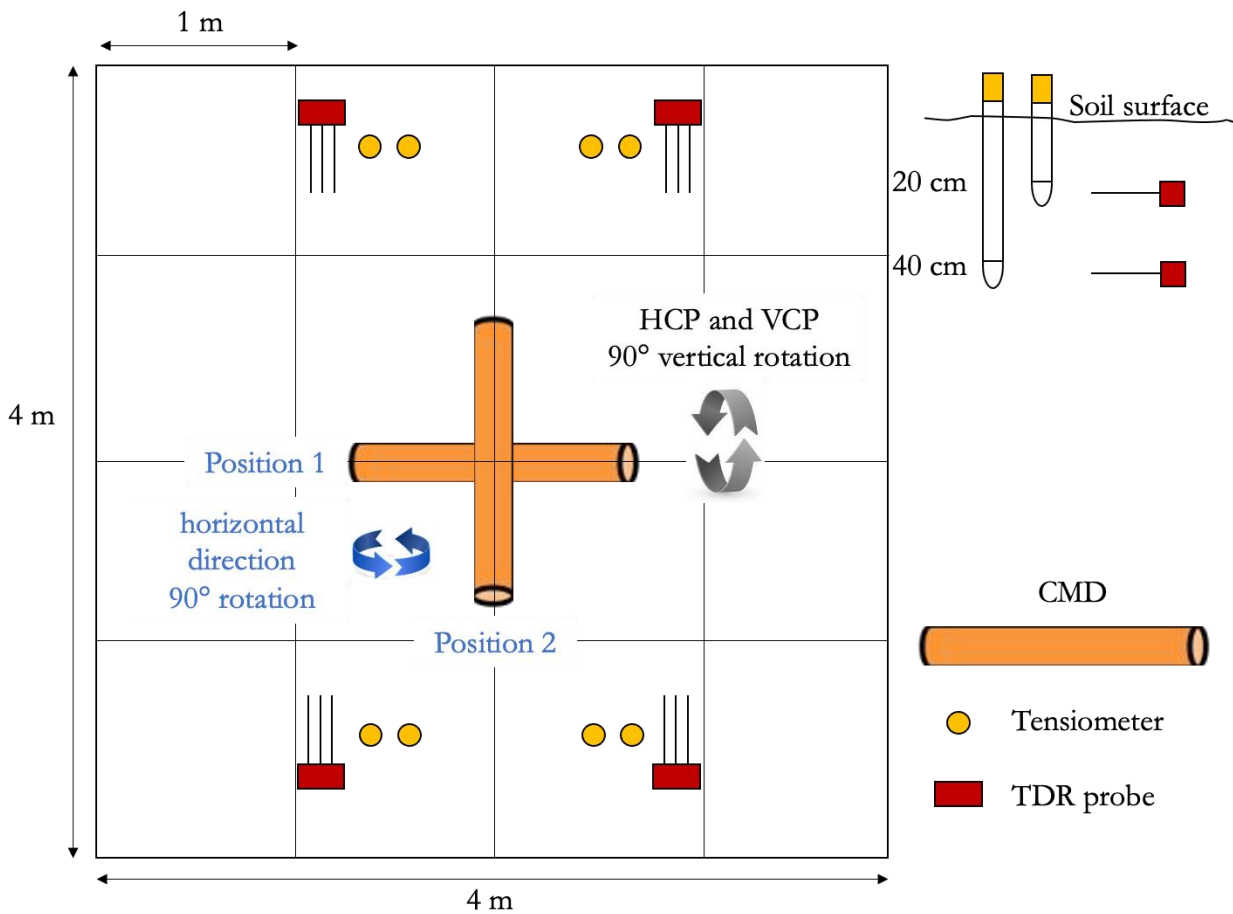 1 m
Soil surface
20 cm
40 cm
HCP and VCP
90° vertical rotation
4 m
Position 1
horizontal
direction
90° rotation
CMD
Position 2
Tensiometer
TDR probe
4 m